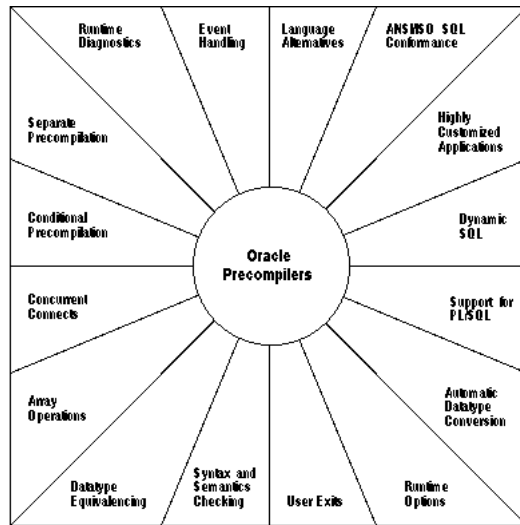 Runtime
Diagnostics
Event
Handling
Language
Alternatives
ANSI/ISO SQL
Conformance
Separate
Precompilation
Highly
Customized
Applications
Conditional
Precompilation
Dynamic
SQL
Oracle
Precompilers
Concurrent
Connects
Support for
PL/SQL
Array
Operations
Automatic
Datatype
Conversion
Datatype
Equivalencing
Syntax and
Semantics
Checking
User Exits
Runtime
Options